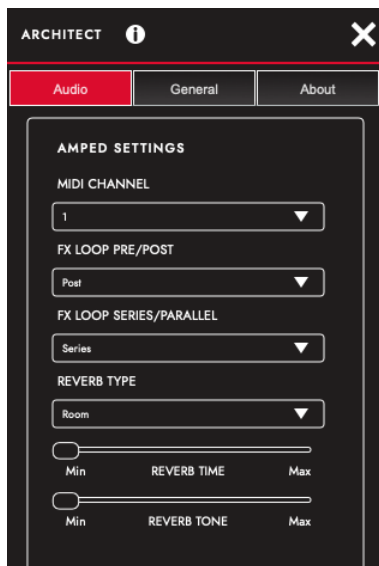 ARCHITECT i
Audio General About
AMPED SETTINGS
MIDI CHANNEL
1
FX LOOP PRE/POST
Post
FX LOOP SERIES/PARALLEL
Series
REVERB TYPE
Room
Min REVERB TIME Max
Min REVERB TONE Max